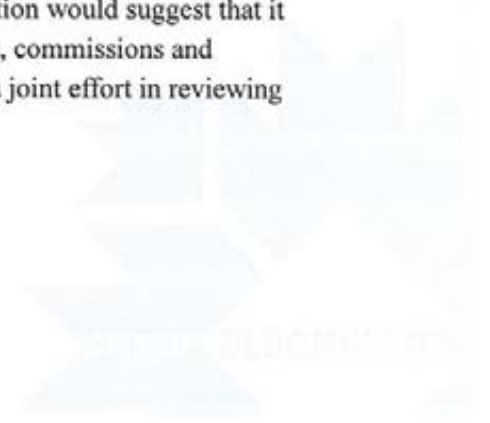 tion would suggest that it
, commissions and
joint effort in reviewing